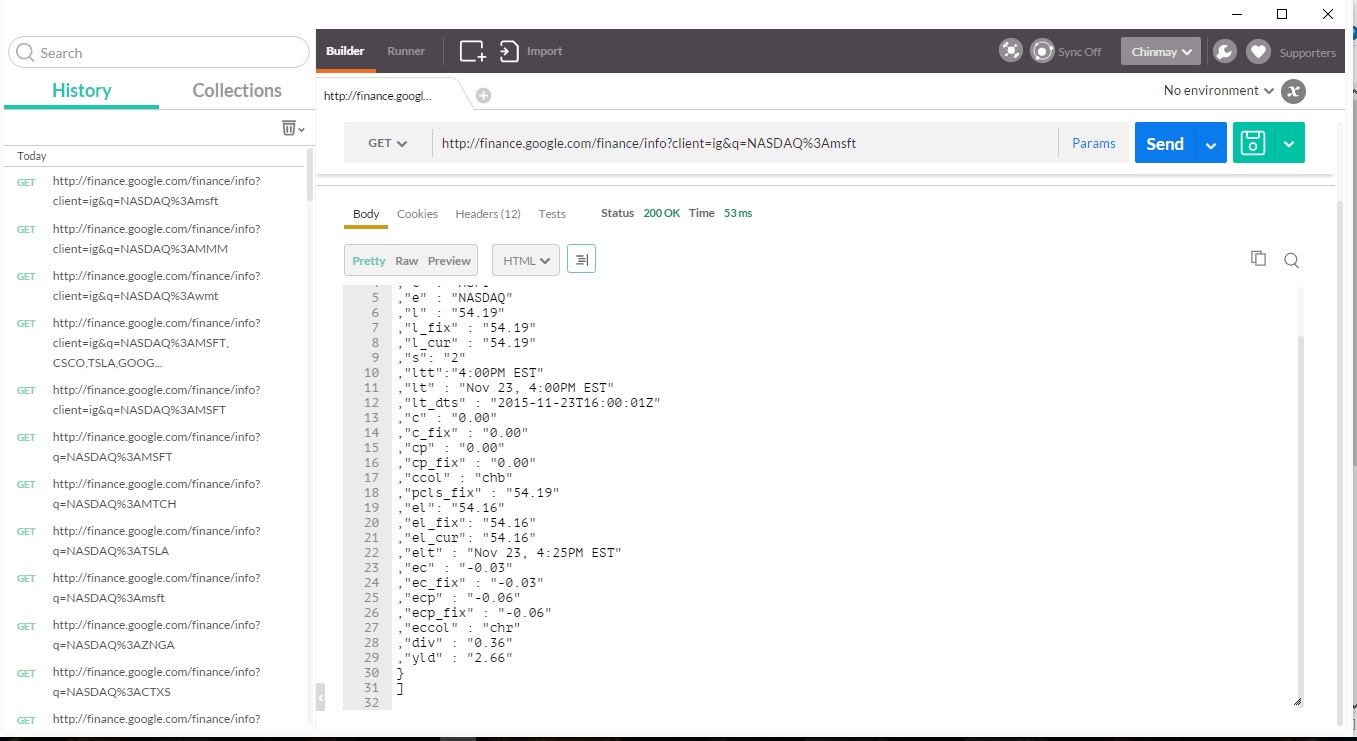 Search
History
Collections
Today
GET http://finance.google.com/finance/info?
client=ig&q=NASDAQ%3Amsft
GET http://finance.google.com/finance/info?
client=ig&q=NASDAQ%3AMMM
GET http://finance.google.com/finance/info?
client=ig&q=NASDAQ%3Awmt
GET http://finance.google.com/finance/info?
client=ig&q=NASDAQ%3AMSFT,
CSCO,TSLA,GOOG...
GET http://finance.google.com/finance/info?
client=ig&q=NASDAQ%3AMSFT
GET http://finance.google.com/finance/info?
q=NASDAQ%3AMSFT
GET http://finance.google.com/finance/info?
q=NASDAQ%3AMTCH
GET http://finance.google.com/finance/info?
q=NASDAQ%3ATSLA
GET http://finance.google.com/finance/info?
q=NASDAQ%3Amsft
GET http://finance.google.com/finance/info?
q=NASDAQ%3AZNGA
GET http://finance.google.com/finance/info?
q=NASDAQ%3ACTXS
GET http://finance.google.com/finance/info?
Builder Runner Import Sync Off Chinmay Supporters
http://finance.googl... No environment
GET http://finance.google.com/finance/info?client=ig&q=NASDAQ%3Amsft Params Send
Body Cookies Headers (12) Tests Status 200 OK Time 53 ms
Pretty Raw Preview HTML
5 ,"e" : "NASDAQ"
6 ,"l" : "54.19"
7 ,"l_fix" : "54.19"
8 ,"l_cur" : "54.19"
9 ,"s": "2"
10 ,"ltt":"4:00PM EST"
11 ,"lt" : "Nov 23, 4:00PM EST"
12 ,"lt_dts" : "2015-11-23T16:00:01Z"
13 ,"c" : "0.00"
14 ,"c_fix" : "0.00"
15 ,"cp" : "0.00"
16 ,"cp_fix" : "0.00"
17 ,"ccol" : "chb"
18 ,"pcls_fix" : "54.19"
19 ,"el": "54.16"
20 ,"el_fix": "54.16"
21 ,"el_cur": "54.16"
22 ,"elt" : "Nov 23, 4:25PM EST"
23 ,"ec" : "-0.03"
24 ,"ec_fix" : "-0.03"
25 ,"ecp" : "-0.06"
26 ,"ecp_fix" : "-0.06"
27 ,"eccol" : "chr"
28 ,"div" : "0.36"
29 ,"yld" : "2.66"
30 }
31 ]
32